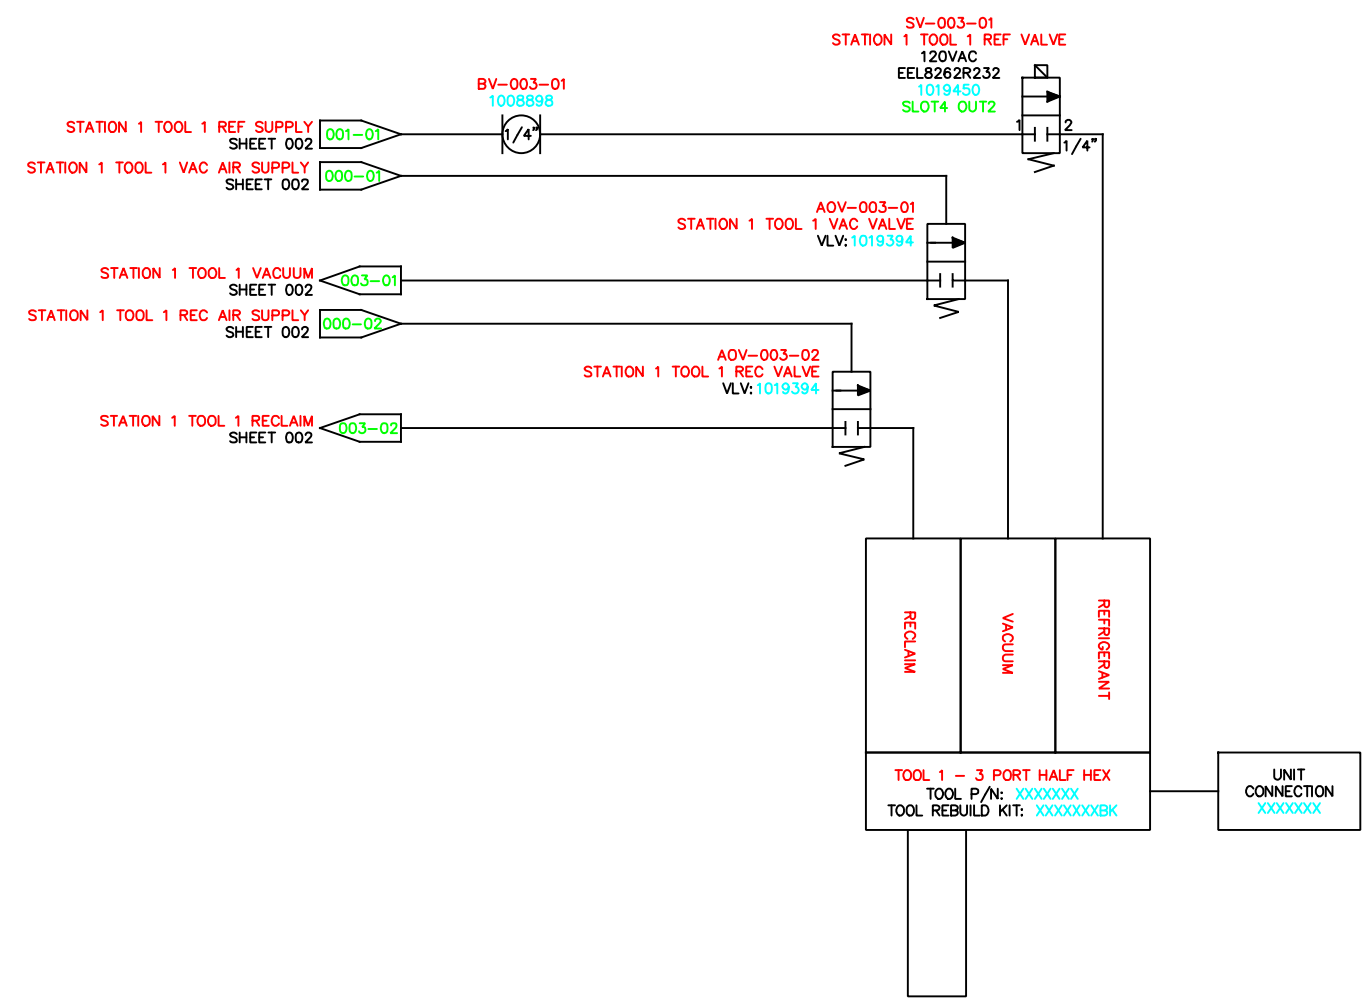 SV-003-01
STATION 1 TOOL 1 REF VALVE
120VAC
EEL8262R232
1019450
SLOT4 OUT2
BV-003-01
1008898
1/4"
STATION 1 TOOL 1 REF SUPPLY
SHEET 002
001-01
1
2
1/4"
STATION 1 TOOL 1 VAC AIR SUPPLY
SHEET 002
000-01
AOV-003-01
STATION 1 TOOL 1 VAC VALVE
VLV: 1019394
STATION 1 TOOL 1 VACUUM
SHEET 002
003-01
STATION 1 TOOL 1 REC AIR SUPPLY
SHEET 002
000-02
AOV-003-02
STATION 1 TOOL 1 REC VALVE
VLV: 1019394
STATION 1 TOOL 1 RECLAIM
SHEET 002
003-02
RECLAIM
VACUUM
REFRIGERANT
TOOL 1 - 3 PORT HALF HEX
TOOL P/N: XXXXXXX
TOOL REBUILD KIT: XXXXXXXBK
UNIT
CONNECTION
XXXXXXX